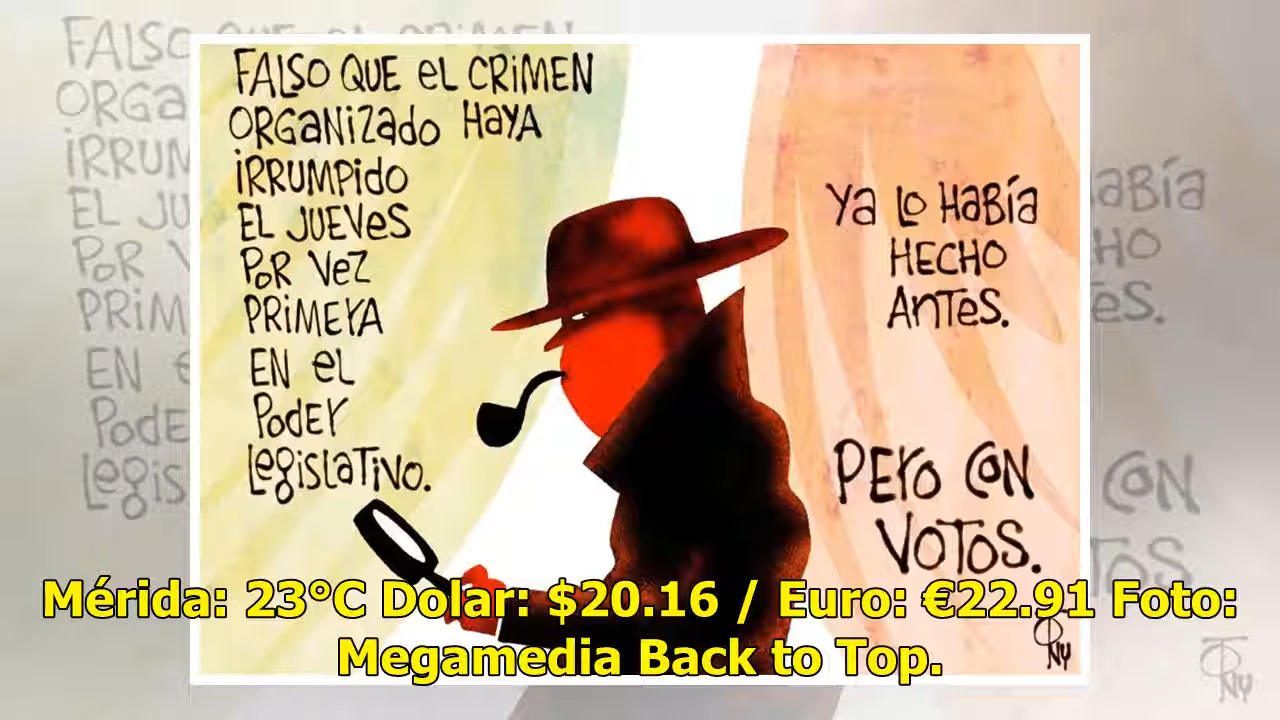 FALSO QUE eL CRiMEN
ORGaNiZado HaYA
iRRUMPido
EL JUEVeS
PoR VeZ
PRiMERA
EN eL
PodER
LegisLaTiVo.
Ya Lo HaBía
HECHO
ANTeS.
PERo CoN
VoToS.
Mérida: 23°C Dolar: $20.16 / Euro: €22.91 Foto:
Megamedia Back to Top.